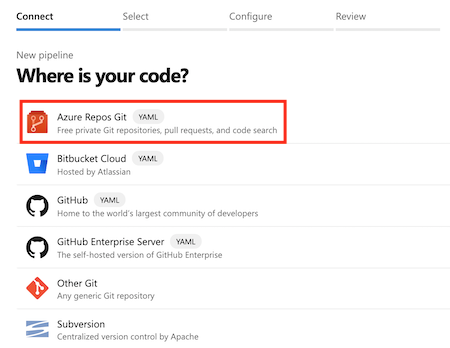 Connect Select Configure Review
New pipeline
Where is your code?
Azure Repos Git YAML
Free private Git repositories, pull requests, and code search
Bitbucket Cloud YAML
Hosted by Atlassian
GitHub YAML
Home to the world's largest community of developers
GitHub Enterprise Server YAML
The self-hosted version of GitHub Enterprise
Other Git
Any generic Git repository
Subversion
Centralized version control by Apache